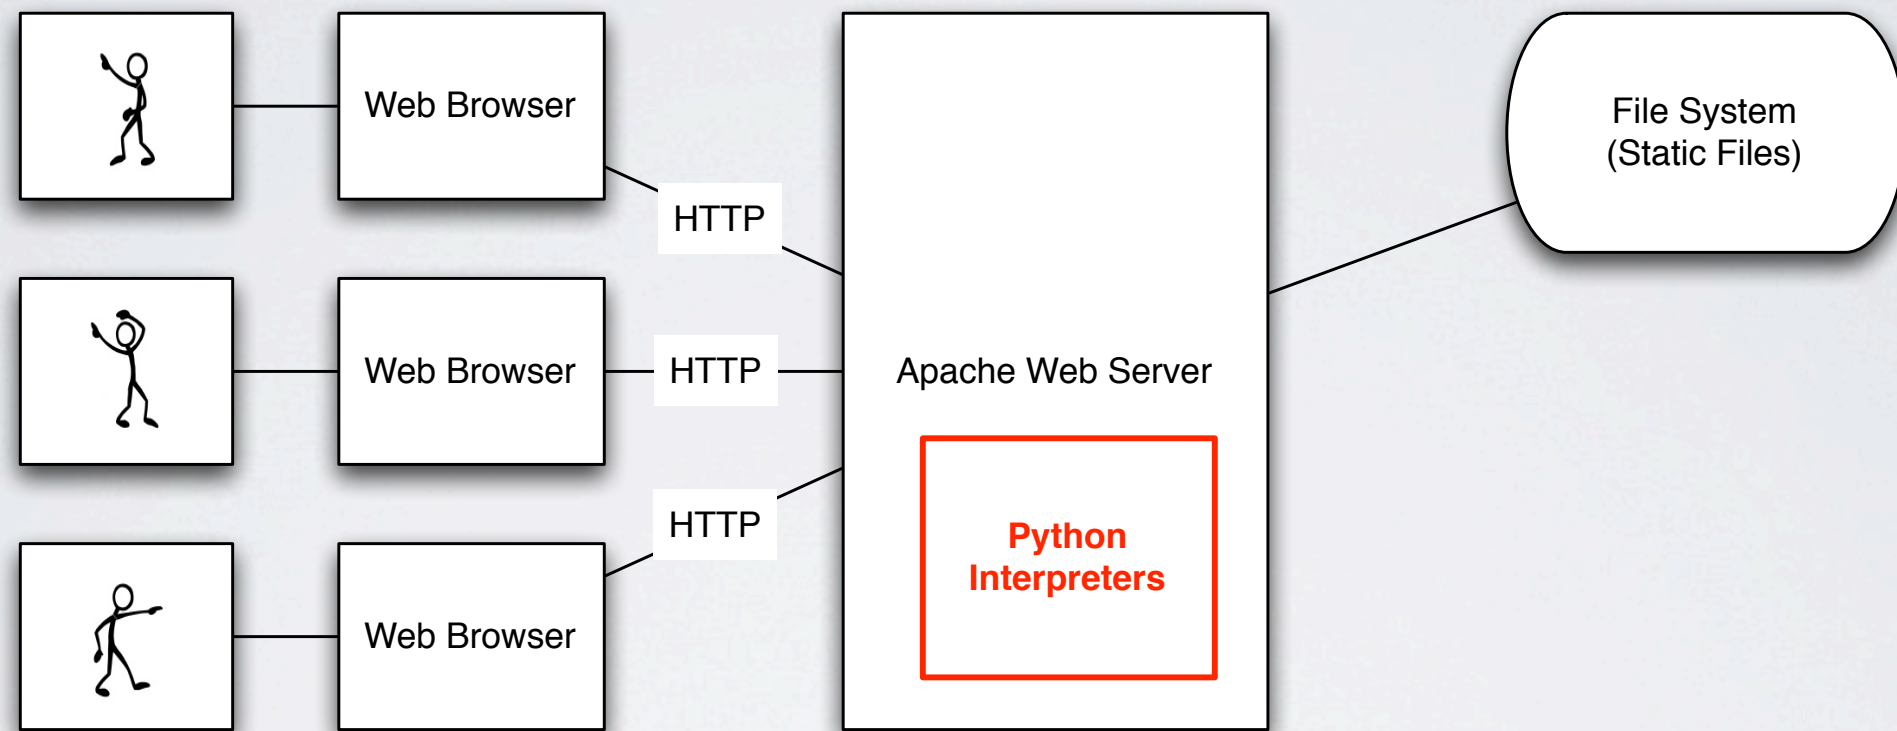 Web Browser
HTTP
Web Browser
HTTP
Web Browser
HTTP
Apache Web Server
Python
Interpreters
File System
(Static Files)